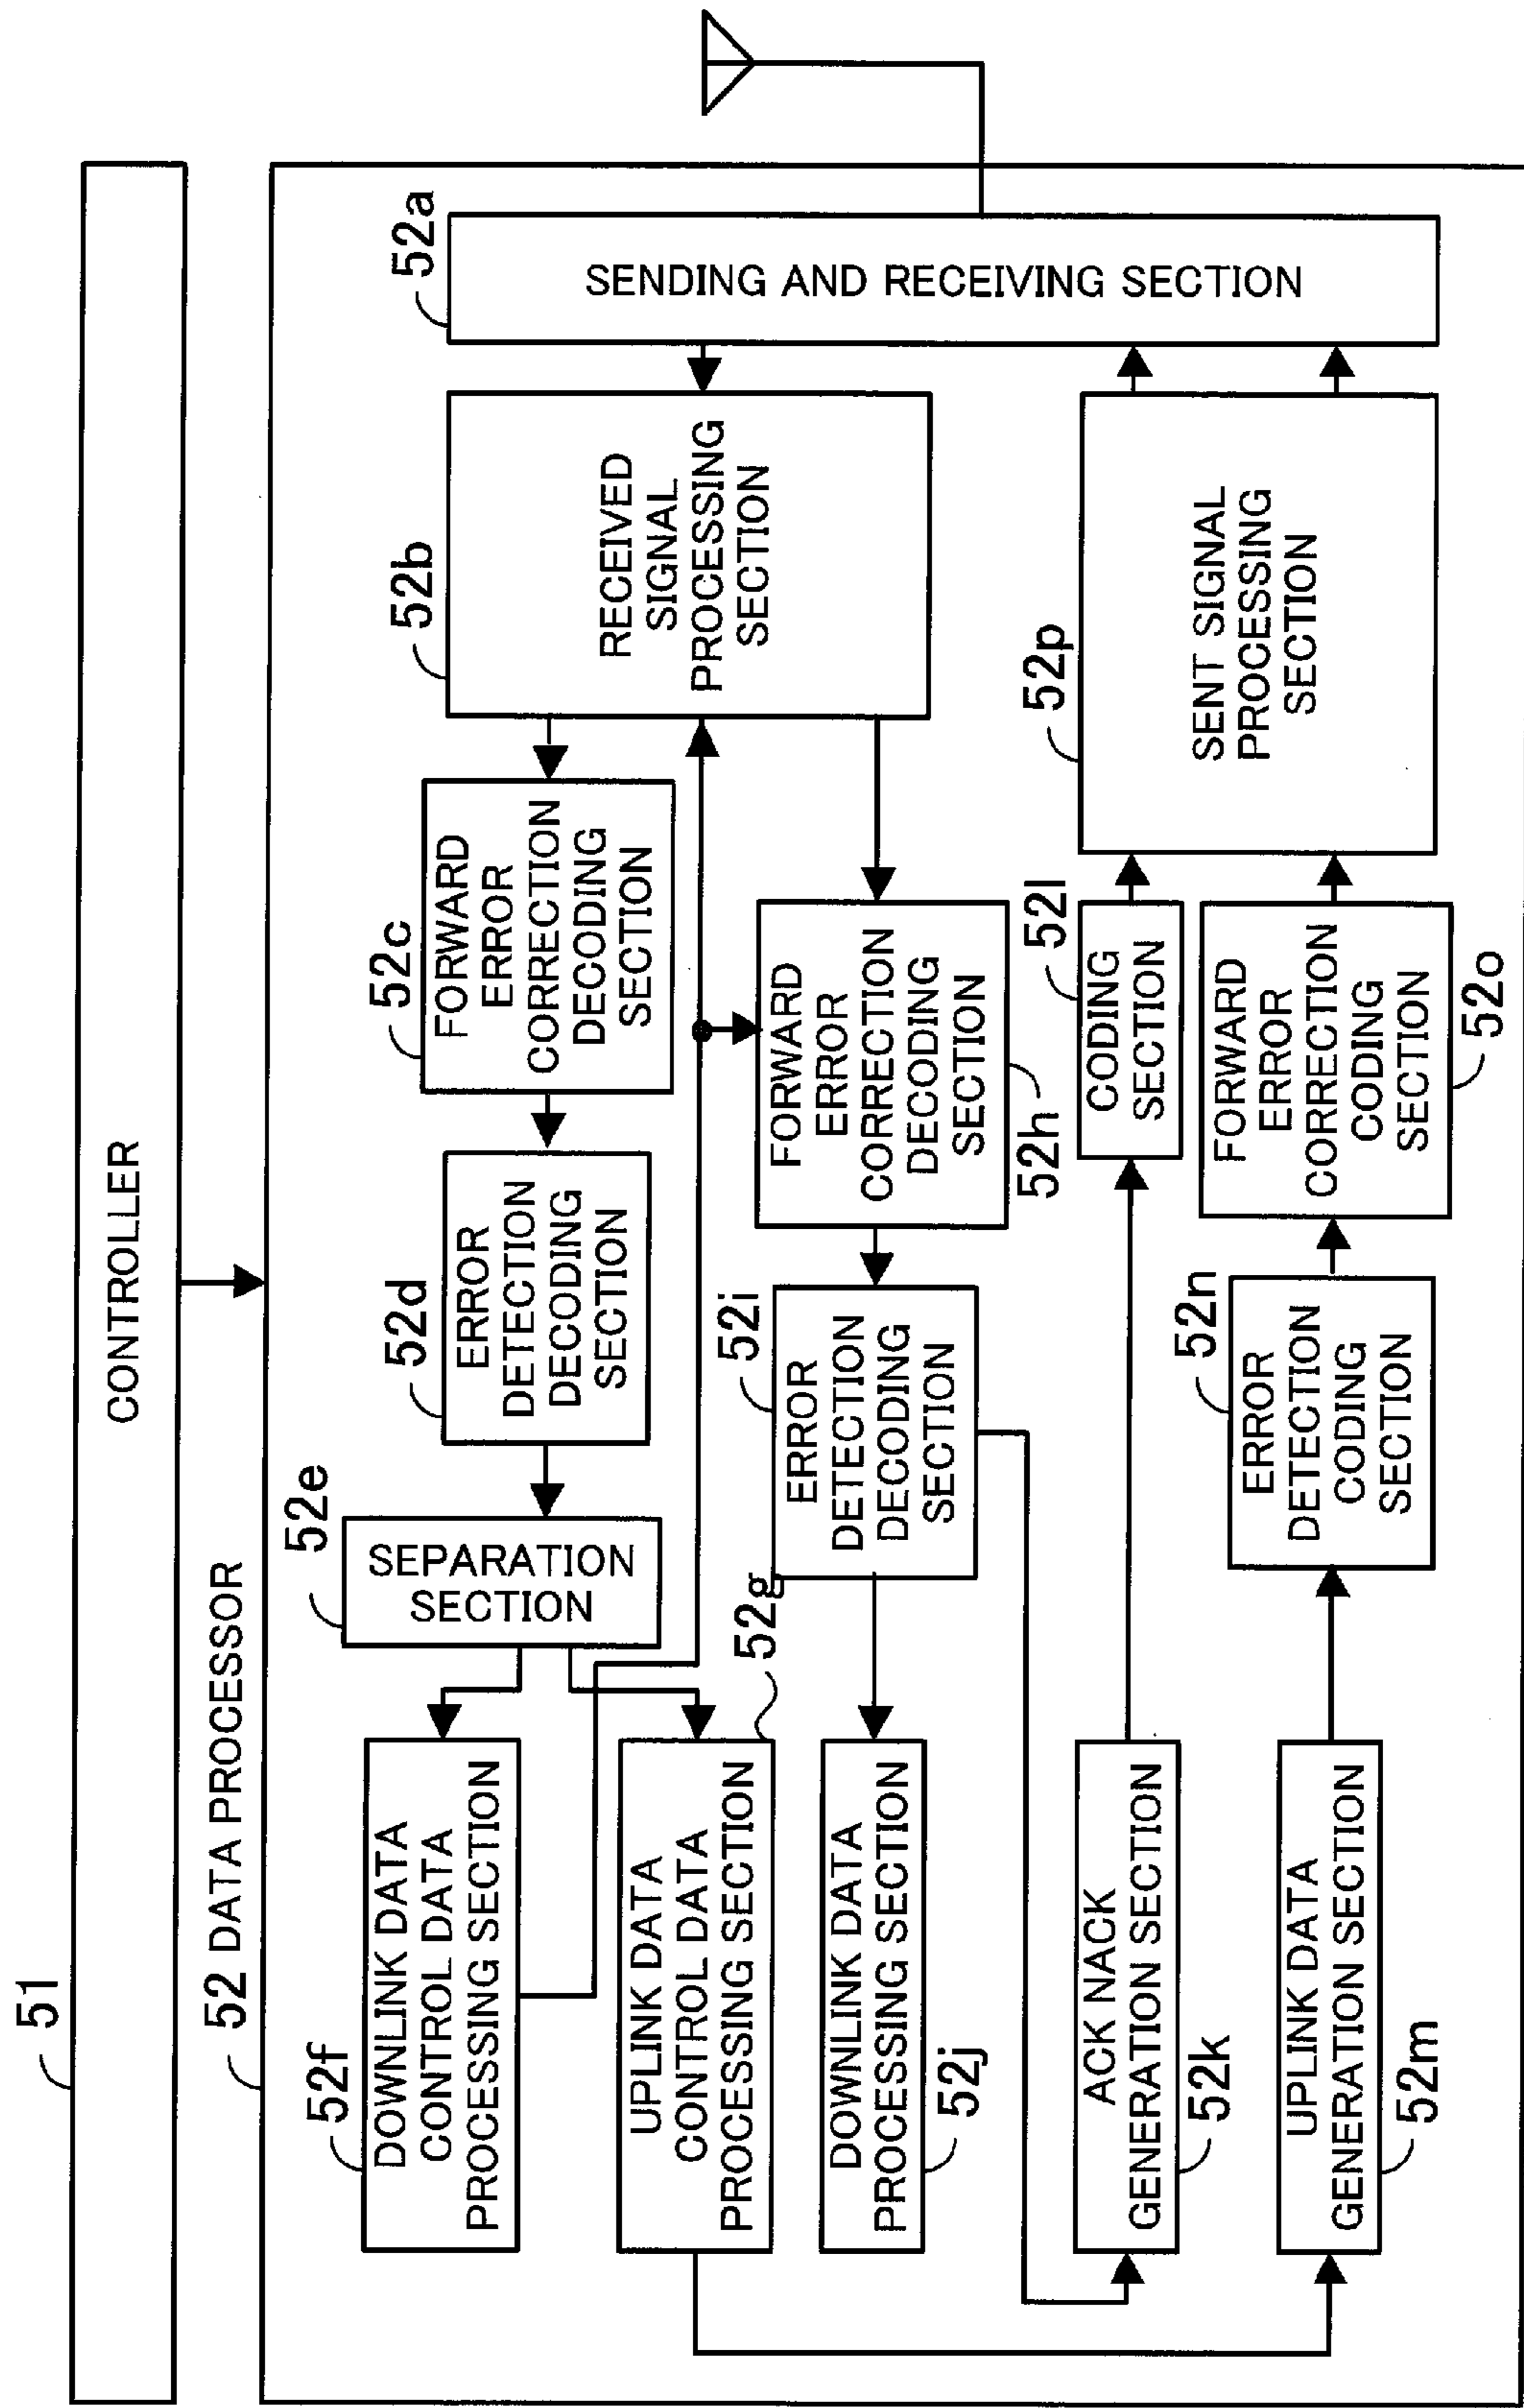 51
CONTROLLER
52 DATA PROCESSOR
52f
DOWNLINK DATA
CONTROL DATA
PROCESSING SECTION
52e
SEPARATION
SECTION
52d
ERROR
DETECTION
DECODING
SECTION
52c
FORWARD
ERROR
CORRECTION
DECODING
SECTION
52b
RECEIVED
SIGNAL
PROCESSING
SECTION
52a
SENDING AND RECEIVING SECTION
UPLINK DATA
CONTROL DATA
PROCESSING SECTION
52g
DOWNLINK DATA
PROCESSING SECTION
52j
52i
ERROR
DETECTION
DECODING
SECTION
FORWARD
ERROR
CORRECTION
DECODING
SECTION
52h
ACK NACK
GENERATION SECTION
52k
52l
CODING
SECTION
52p
SENT SIGNAL
PROCESSING
SECTION
UPLINK DATA
GENERATION SECTION
52m
52n
ERROR
DETECTION
CODING
SECTION
FORWARD
ERROR
CORRECTION
CODING
SECTION
52o